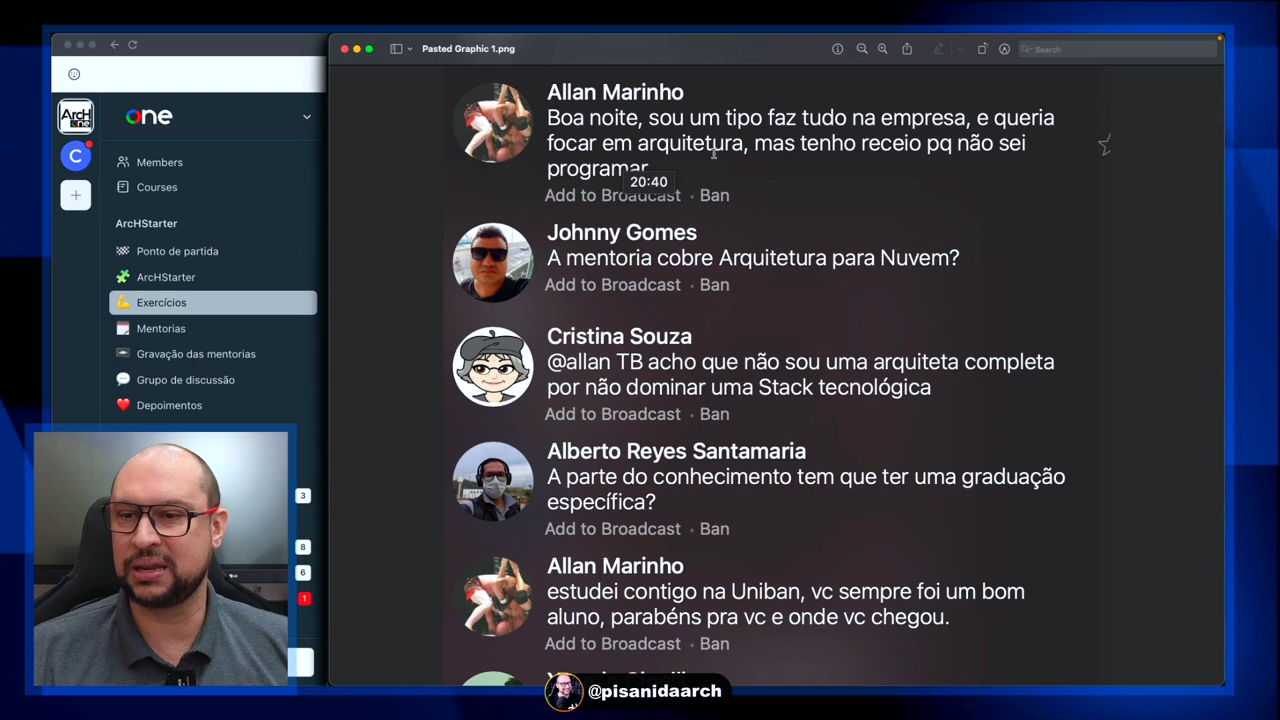 Pasted Graphic 1.png
Search
ArcH
one
one
C
Members
Courses
ArcHStarter
Ponto de partida
ArcHStarter
Exercícios
Mentorias
Gravação das mentorias
Grupo de discussão
Depoimentos
3
8
6
1
Allan Marinho
Boa noite, sou um tipo faz tudo na empresa, e queria
focar em arquitetura, mas tenho receio pq não sei
programar
20:40
Add to Broadcast • Ban
Johnny Gomes
A mentoria cobre Arquitetura para Nuvem?
Add to Broadcast • Ban
Cristina Souza
@allan TB acho que não sou uma arquiteta completa
por não dominar uma Stack tecnológica
Add to Broadcast • Ban
Alberto Reyes Santamaria
A parte do conhecimento tem que ter uma graduação
específica?
Add to Broadcast • Ban
Allan Marinho
estudei contigo na Uniban, vc sempre foi um bom
aluno, parabéns pra vc e onde vc chegou.
Add to Broadcast • Ban
@pisanidaarch